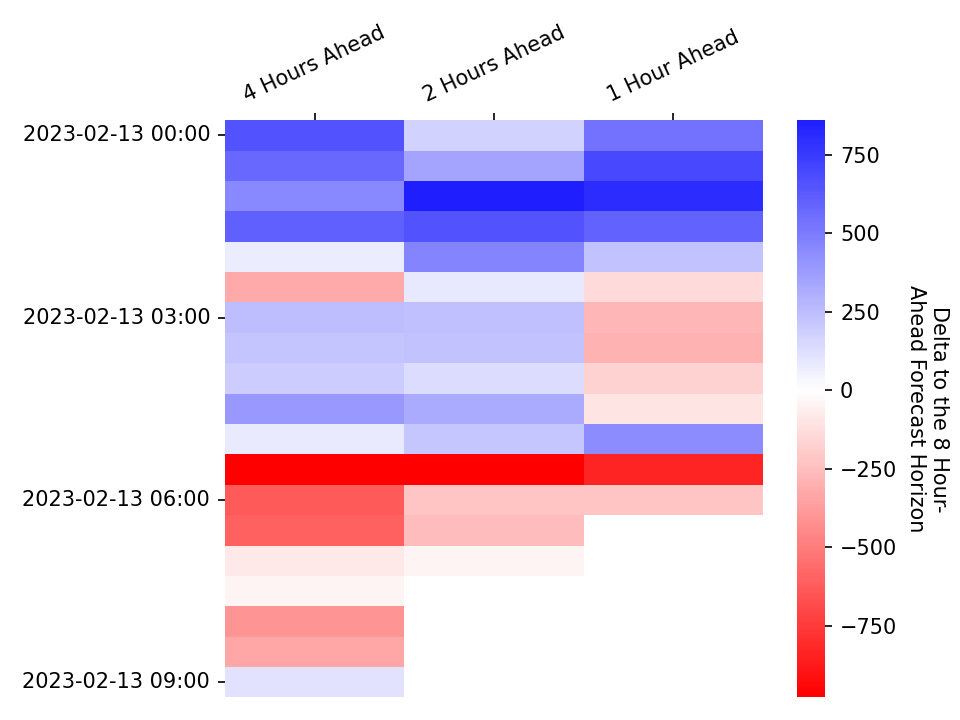 4 Hours Ahead
2 Hours Ahead
1 Hour Ahead
2023-02-13 00:00
2023-02-13 03:00
2023-02-13 06:00
2023-02-13 09:00
750
500
250
0
−250
−500
−750
Delta to the 8 Hour-
Ahead Forecast Horizon